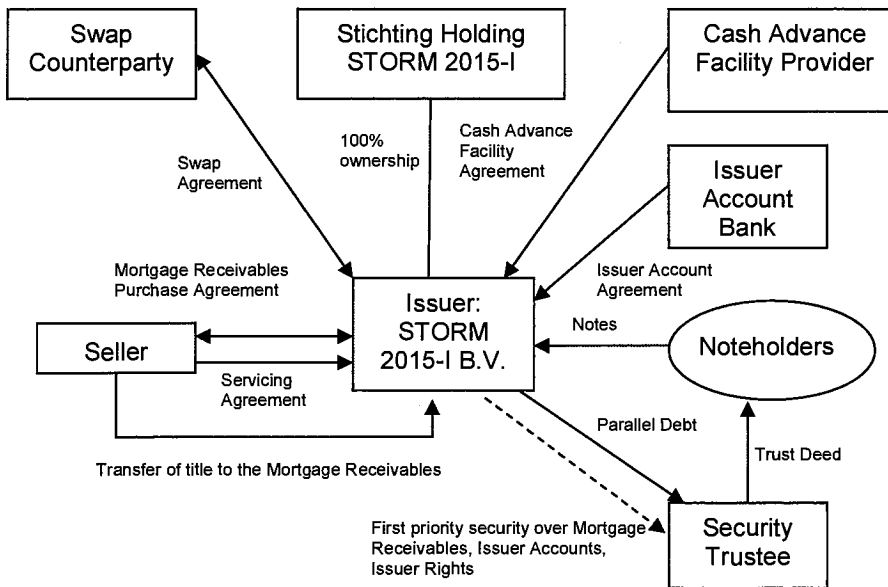 Swap
Counterparty
Stichting Holding
STORM 2015-I
Cash Advance
Facility Provider
100%
ownership
Cash Advance
Facility
Agreement
Swap
Agreement
Issuer
Account
Bank
Mortgage Receivables
Purchase Agreement
Issuer:
STORM
2015-I B.V.
Issuer Account
Agreement
Notes
Seller
Noteholders
Servicing
Agreement
Parallel Debt
Trust Deed
Transfer of title to the Mortgage Receivables
First priority security over Mortgage
Receivables, Issuer Accounts,
Issuer Rights
Security
Trustee